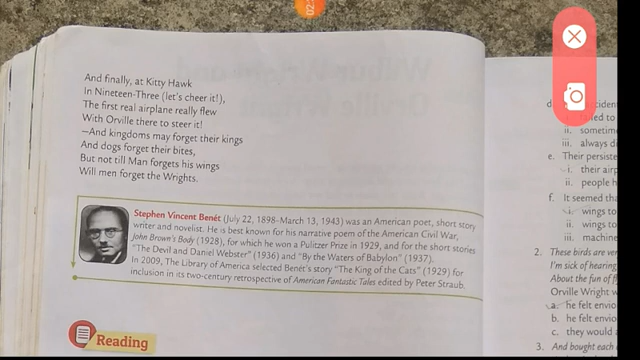 And finally, at Kitty Hawk
In Nineteen-Three (let's cheer it!),
The first real airplane really flew
With Orville there to steer it!
—And kingdoms may forget their kings
And dogs forget their bites,
But not till Man forgets his wings
Will men forget the Wrights.
Stephen Vincent Benét (July 22, 1898–March 13, 1943) was an American poet, short story
writer and novelist. He is best known for his narrative poem of the American Civil War,
John Brown's Body (1928), for which he won a Pulitzer Prize in 1929, and for the short stories
"The Devil and Daniel Webster" (1936) and "By the Waters of Babylon" (1937).
In 2009, The Library of America selected Benét's story "The King of the Cats" (1929) for
inclusion in its two-century retrospective of American Fantastic Tales edited by Peter Straub.
Reading
ii. sometim
iii. always di
e. Their persiste
i. their airp
ii. people h
f. It seemed tha
i. wings to
ii. wings to
iii. machine
2. These birds are ver
I'm sick of hearing
About the fun of fl
Orville Wright w
a. he felt envio
b. he felt envio
c. they would a
3. And bought each